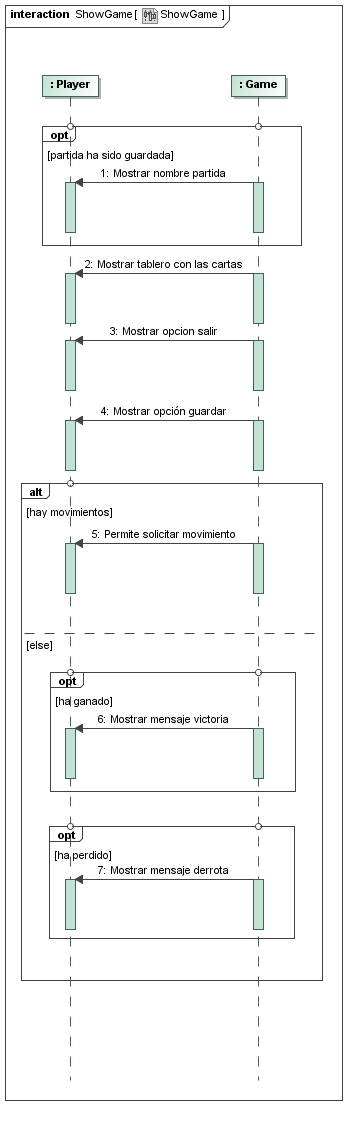 interaction ShowGame[ ShowGame ]
: Player
: Game
opt
[partida ha sido guardada]
1: Mostrar nombre partida
2: Mostrar tablero con las cartas
3: Mostrar opcion salir
4: Mostrar opción guardar
alt
[hay movimientos]
5: Permite solicitar movimiento
[else]
opt
[ha ganado]
6: Mostrar mensaje victoria
opt
[ha perdido]
7: Mostrar mensaje derrota